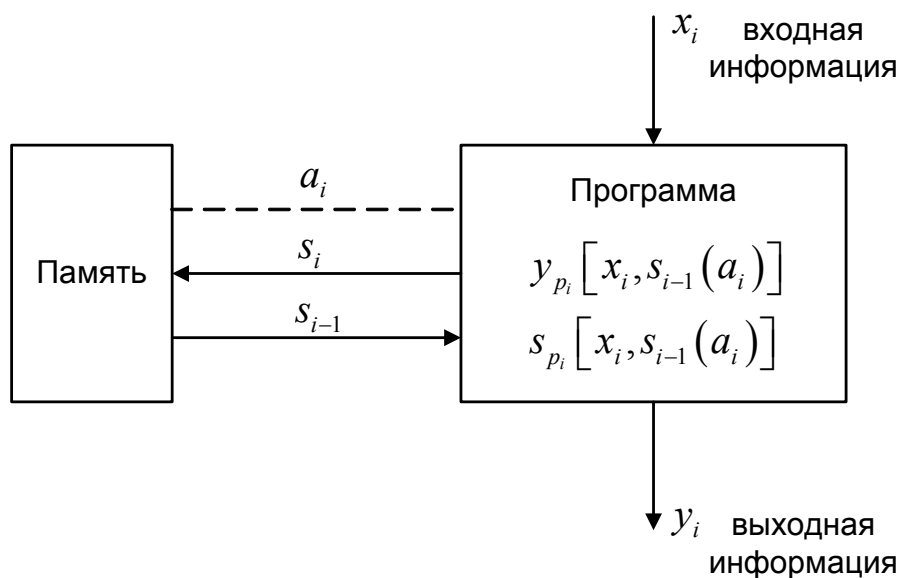 x_i входная
информация
Память
a_i
s_i
s_{i-1}
Программа
y_{p_i}[x_i, s_{i-1}(a_i)]
s_{p_i}[x_i, s_{i-1}(a_i)]
y_i выходная
информация